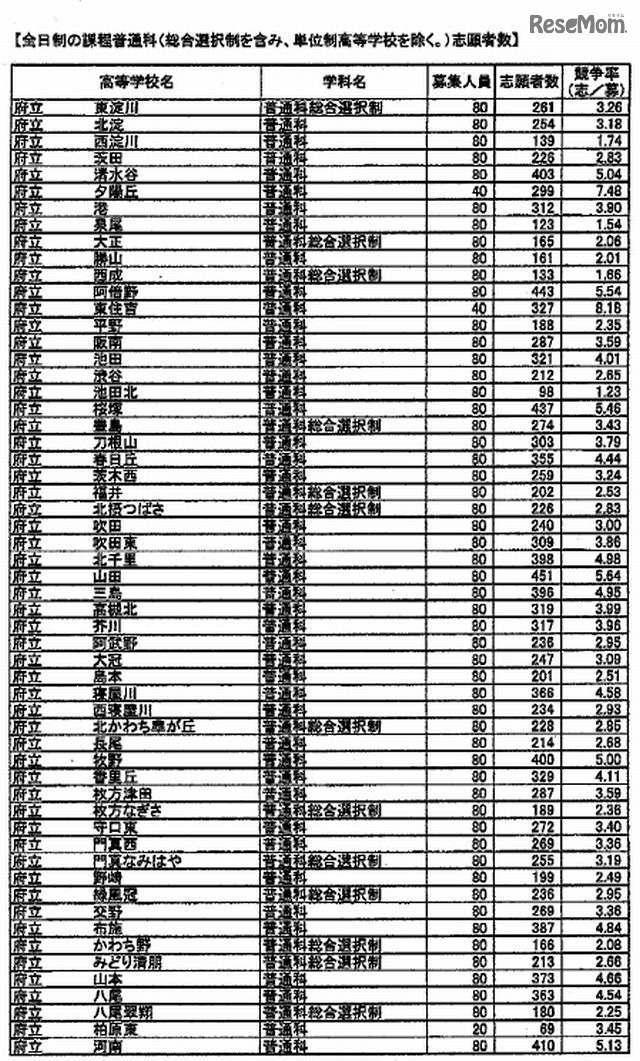 ReseMom
【全日制の課程普通科(総合選択制を含み、単位制高等学校を除く。)志願者数】
高等学校名 学科名 募集人員 志願者数 競争率(志/募)
府立 東淀川 普通科総合選択制 80 261 3.26
府立 北淀 普通科 80 254 3.18
府立 西淀川 普通科 80 139 1.74
府立 茨田 普通科 80 226 2.83
府立 清水谷 普通科 80 403 5.04
府立 夕陽丘 普通科 40 299 7.48
府立 港 普通科 80 312 3.90
府立 泉尾 普通科 80 123 1.54
府立 大正 普通科総合選択制 80 165 2.06
府立 勝山 普通科 80 161 2.01
府立 西成 普通科総合選択制 80 133 1.66
府立 阿倍野 普通科 80 443 5.54
府立 東住吉 普通科 40 327 8.18
府立 平野 普通科 80 188 2.35
府立 阪南 普通科 80 287 3.59
府立 池田 普通科 80 321 4.01
府立 渋谷 普通科 80 212 2.65
府立 池田北 普通科 80 98 1.23
府立 桜塚 普通科 80 437 5.46
府立 豊島 普通科総合選択制 80 274 3.43
府立 刀根山 普通科 80 303 3.79
府立 春日丘 普通科 80 355 4.44
府立 茨木西 普通科 80 259 3.24
府立 福井 普通科総合選択制 80 202 2.53
府立 北摂つばさ 普通科総合選択制 80 226 2.83
府立 吹田 普通科 80 240 3.00
府立 吹田東 普通科 80 309 3.86
府立 北千里 普通科 80 398 4.98
府立 山田 普通科 80 451 5.64
府立 三島 普通科 80 396 4.95
府立 高槻北 普通科 80 319 3.99
府立 芥川 普通科 80 317 3.96
府立 阿武野 普通科 80 236 2.95
府立 大冠 普通科 80 247 3.09
府立 島本 普通科 80 201 2.51
府立 寝屋川 普通科 80 366 4.58
府立 西寝屋川 普通科 80 234 2.93
府立 北かわち皐が丘 普通科総合選択制 80 228 2.85
府立 長尾 普通科 80 214 2.68
府立 牧野 普通科 80 400 5.00
府立 香里丘 普通科 80 329 4.11
府立 枚方津田 普通科 80 287 3.59
府立 枚方なぎさ 普通科総合選択制 80 189 2.36
府立 守口東 普通科 80 272 3.40
府立 門真西 普通科 80 269 3.36
府立 門真なみはや 普通科総合選択制 80 255 3.19
府立 野崎 普通科 80 199 2.49
府立 緑風冠 普通科総合選択制 80 236 2.95
府立 交野 普通科 80 269 3.36
府立 布施 普通科 80 387 4.84
府立 かわち野 普通科総合選択制 80 166 2.08
府立 みどり清朋 普通科総合選択制 80 213 2.66
府立 山本 普通科 80 373 4.66
府立 八尾 普通科 80 363 4.54
府立 八尾翠翔 普通科総合選択制 80 180 2.25
府立 柏原東 普通科 20 69 3.45
府立 河南 普通科 80 410 5.13